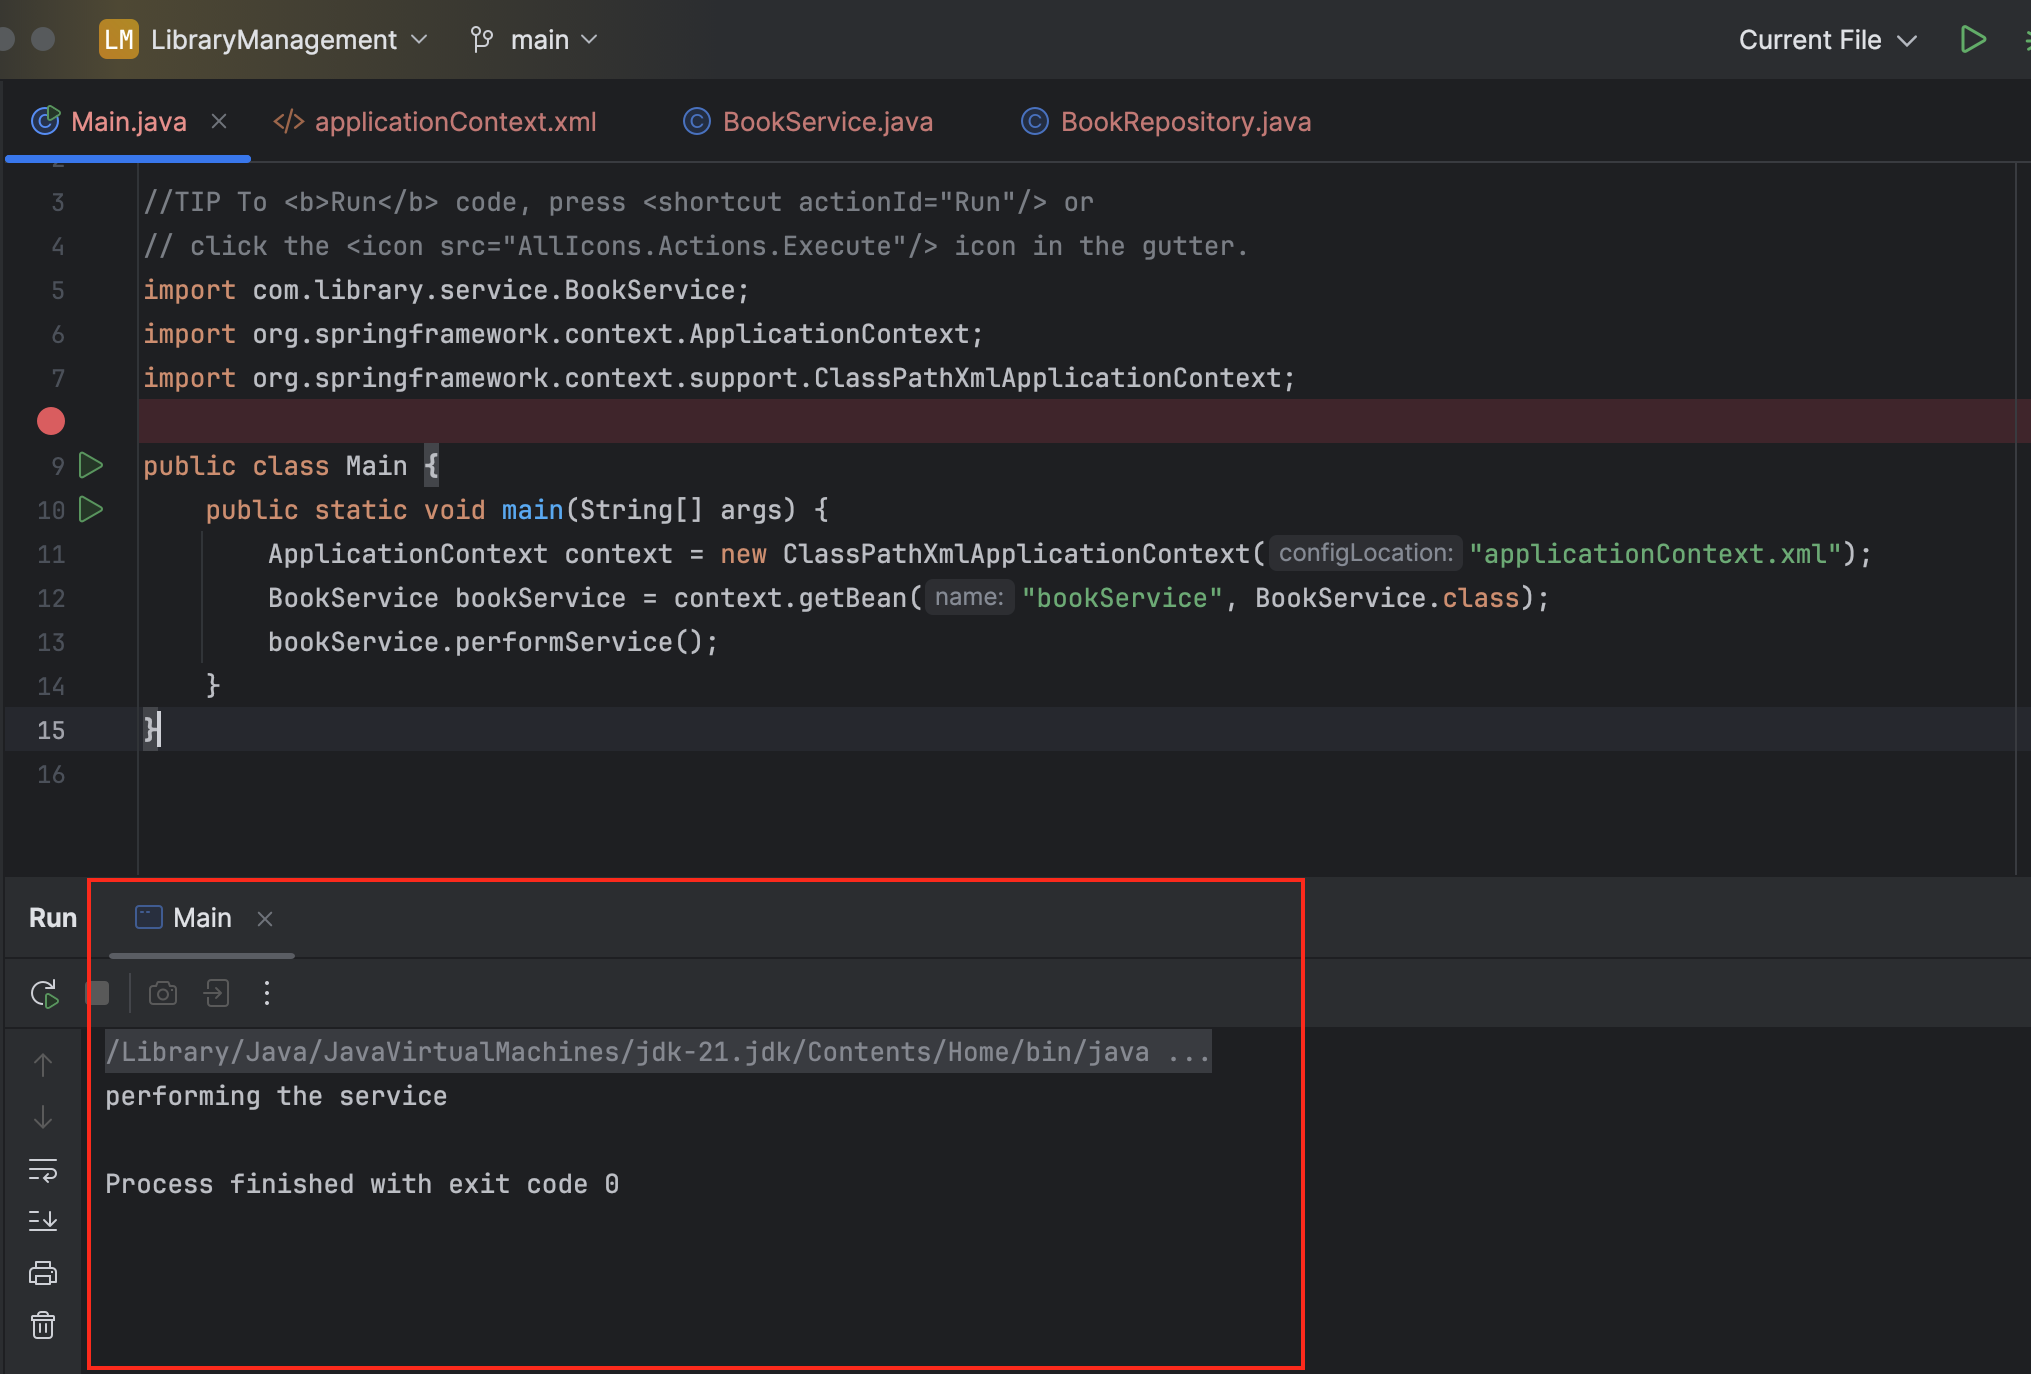 LM LibraryManagement main Current File
Main.java applicationContext.xml BookService.java BookRepository.java
3 //TIP To <b>Run</b> code, press <shortcut actionId="Run"/> or
4 // click the <icon src="AllIcons.Actions.Execute"/> icon in the gutter.
5 import com.library.service.BookService;
6 import org.springframework.context.ApplicationContext;
7 import org.springframework.context.support.ClassPathXmlApplicationContext;
9 public class Main {
10 public static void main(String[] args) {
11 ApplicationContext context = new ClassPathXmlApplicationContext( configLocation: "applicationContext.xml");
12 BookService bookService = context.getBean( name: "bookService", BookService.class);
13 bookService.performService();
14 }
15 }
16
Run Main
/Library/Java/JavaVirtualMachines/jdk-21.jdk/Contents/Home/bin/java ...
performing the service
Process finished with exit code 0